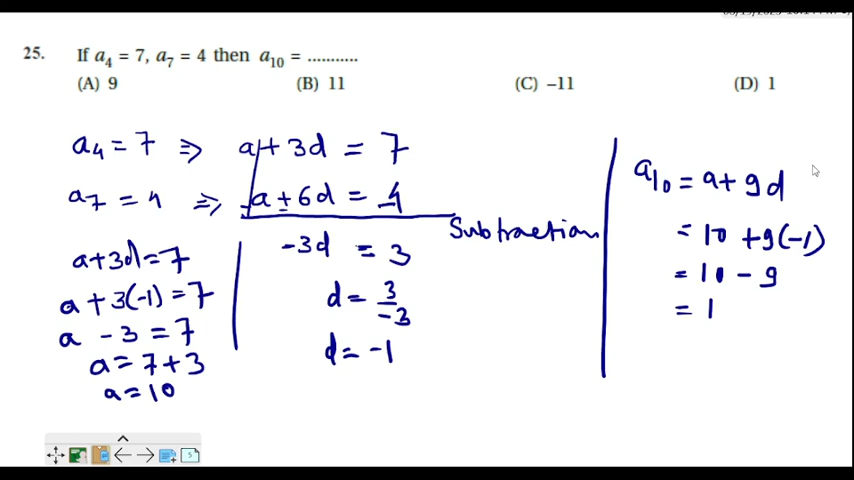 25. If a₄ = 7, a₇ = 4 then a₁₀ = ...........
(A) 9 (B) 11 (C) –11 (D) 1
a₄ = 7 ⇒ a + 3d = 7
a₇ = 4 ⇒ -a ± 6d = -4
Subtraction
-3d = 3
d = 3/-3
d = -1
a+3d = 7
a + 3(-1) = 7
a - 3 = 7
a = 7+3
a = 10
a₁₀ = a + 9d
= 10 + 9(-1)
= 10 - 9
= 1
5